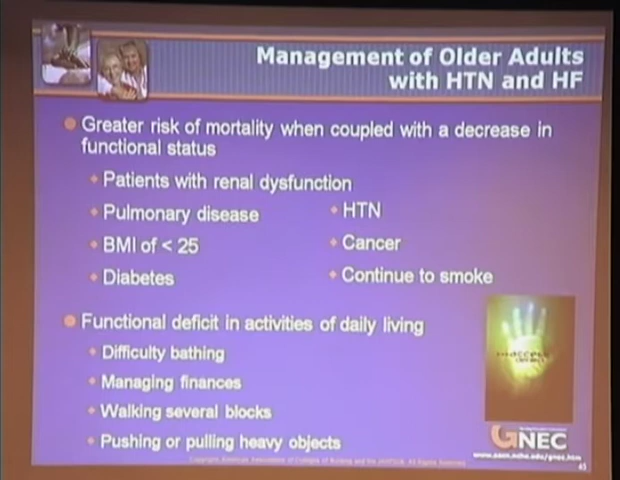 Management of Older Adults
with HTN and HF
Greater risk of mortality when coupled with a decrease in
functional status
Patients with renal dysfunction
Pulmonary disease
HTN
BMI of < 25
Cancer
Diabetes
Continue to smoke
Functional deficit in activities of daily living
Difficulty bathing
Managing finances
Walking several blocks
Pushing or pulling heavy objects
access
GNEC